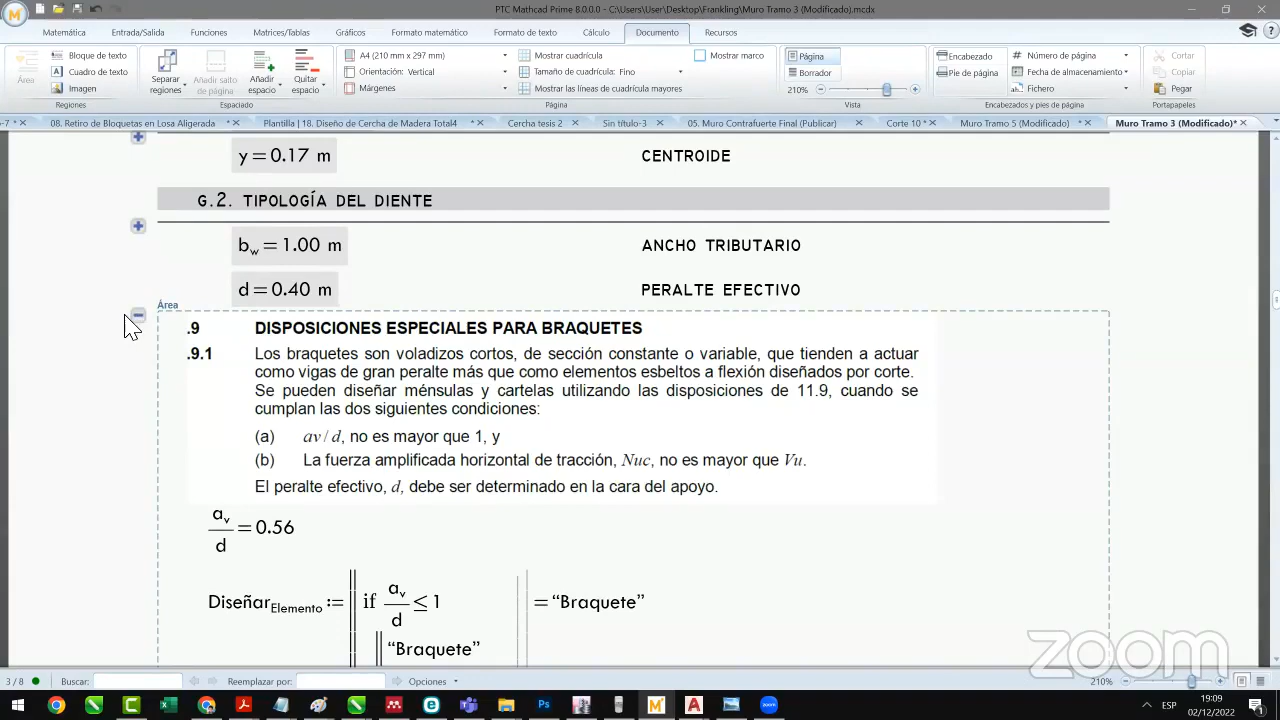 PTC Mathcad Prime 8.0.0.0 - C:\Users\User\Desktop\Frankling\Muro Tramo 3 (Modificado).mcdx
Matemática Entrada/Salida Funciones Matrices/Tablas Gráficos Formato matemático Formato de texto Cálculo Documento Recursos
Área
Bloque de texto
Cuadro de texto
Imagen
Regiones
Separar regiones
Añadir salto de página
Añadir espacio
Quitar espacio
Espaciado
A4 (210 mm x 297 mm)
Orientación: Vertical
Márgenes
Mostrar cuadrícula
Tamaño de cuadrícula: Fino
Mostrar las líneas de cuadrícula mayores
Mostrar marco
Página
Página
Borrador
210%
Vista
Encabezado
Pie de página
Número de página
Fecha de almacenamiento
Fichero
Encabezados y pies de página
Cortar
Copiar
Pegar
Portapapeles
-7 * 08. Retiro de Bloquetas en Losa Aligerada Plantilla | 18. Diseño de Cercha de Madera Total4 * Cercha tesis 2 Sin título-3 05. Muro Contrafuerte Final (Publicar) Corte 10 * Muro Tramo 5 (Modificado) * Muro Tramo 3 (Modificado)*
y = 0.17 m CENTROIDE
G.2. TIPOLOGÍA DEL DIENTE
bw = 1.00 m ANCHO TRIBUTARIO
d = 0.40 m PERALTE EFECTIVO
Área
.9 DISPOSICIONES ESPECIALES PARA BRAQUETES
.9.1 Los braquetes son voladizos cortos, de sección constante o variable, que tienden a actuar
como vigas de gran peralte más que como elementos esbeltos a flexión diseñados por corte.
Se pueden diseñar ménsulas y cartelas utilizando las disposiciones de 11.9, cuando se
cumplan las dos siguientes condiciones:
(a) av / d, no es mayor que 1, y
(b) La fuerza amplificada horizontal de tracción, Nuc, no es mayor que Vu.
El peralte efectivo, d, debe ser determinado en la cara del apoyo.
av/d = 0.56
DiseñarElemento := if av/d ≤ 1 = “Braquete”
“Braquete”
zoom
3 / 8 Buscar: Reemplazar por: Opciones 210%
ESP
19:09
02/12/2022